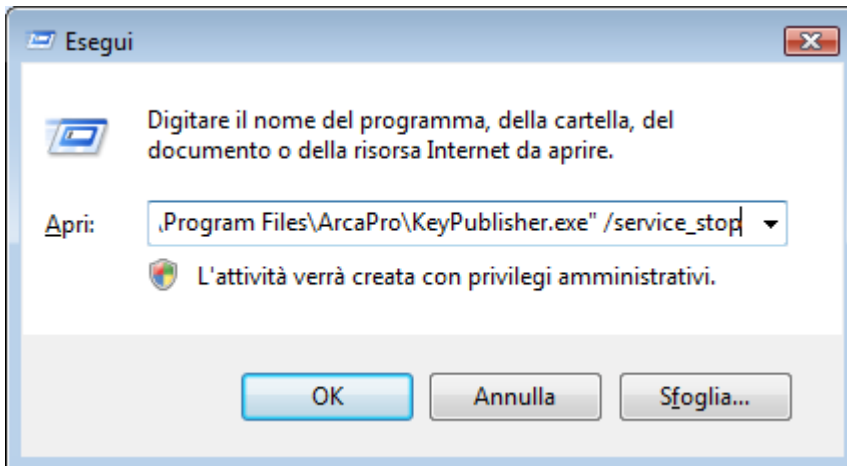 Esegui
Digitare il nome del programma, della cartella, del
documento o della risorsa Internet da aprire.
Apri: \Program Files\ArcaPro\KeyPublisher.exe" /service_stop
L'attività verrà creata con privilegi amministrativi.
OK Annulla Sfoglia...